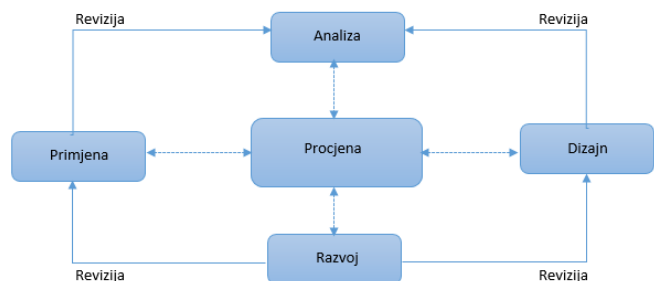 Revizija
Revizija
Analiza
Primjena
Procjena
Dizajn
Razvoj
Revizija
Revizija